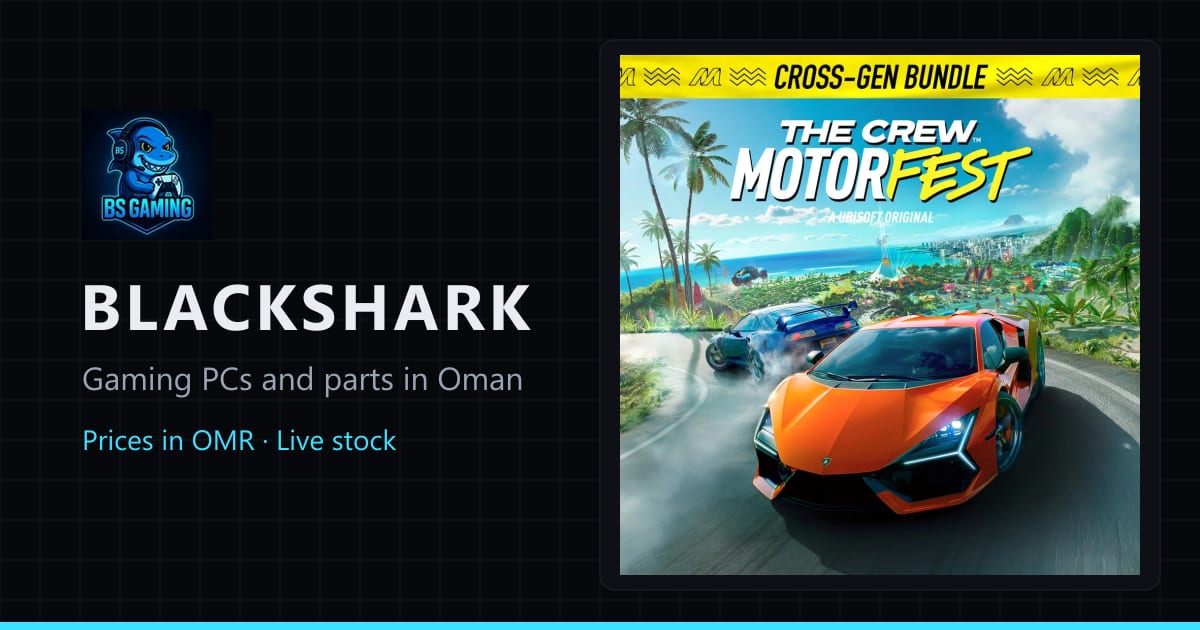 BS
BS GAMING
BLACKSHARK
Gaming PCs and parts in Oman
Prices in OMR · Live stock
CROSS-GEN BUNDLE
THE CREW™
MOTORFEST
A UBISOFT ORIGINAL